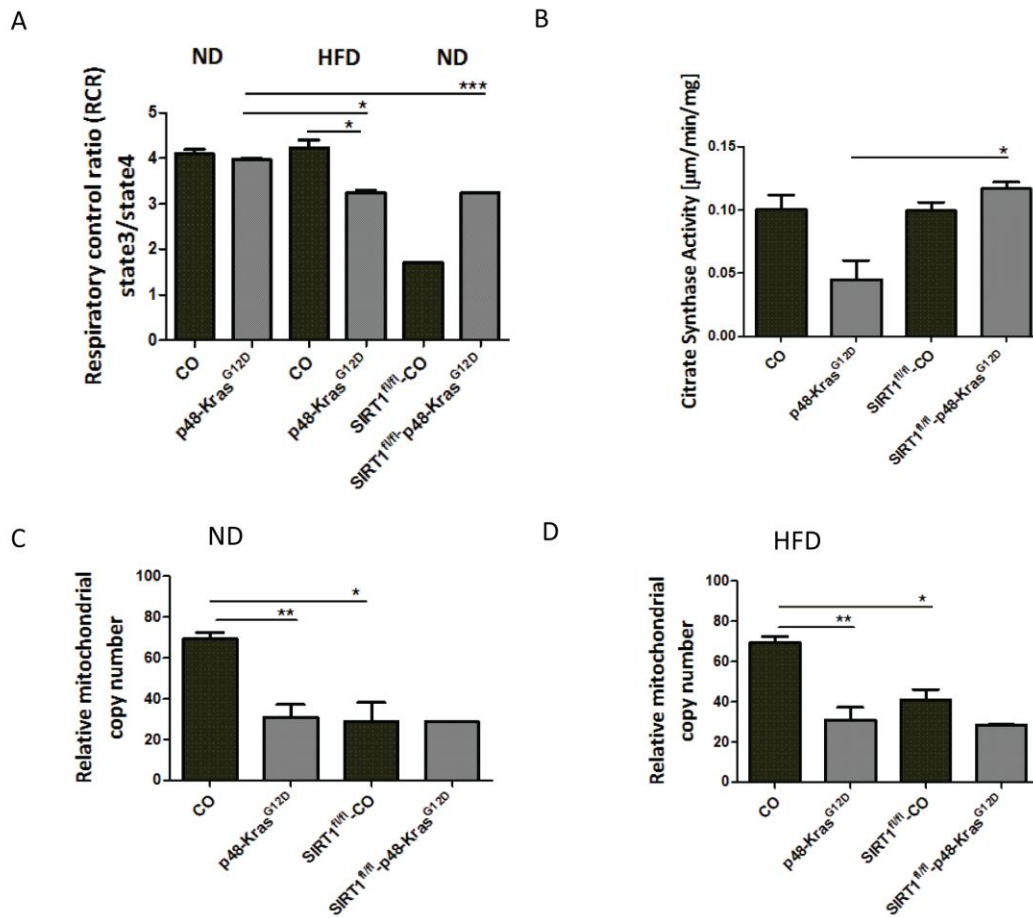 A
ND HFD ND
***
*
*
Respiratory control ratio (RCR)
state3/state4
5
4
3
2
1
0
CO
p48-Kras^G12D
CO
p48-Kras^G12D
SIRT1^fl/fl-CO
SIRT1^fl/fl-p48-Kras^G12D
B
*
Citrate Synthase Activity [µm/min/mg]
0.15
0.10
0.05
0.00
CO
p48-Kras^G12D
SIRT1^fl/fl-CO
SIRT1^fl/fl-p48-Kras^G12D
C
ND
*
**
Relative mitochondrial
copy number
100
80
60
40
20
0
CO
p48-Kras^G12D
SIRT1^fl/fl-CO
SIRT1^fl/fl-p48-Kras^G12D
D
HFD
*
**
Relative mitochondrial
copy number
100
80
60
40
20
0
CO
p48-Kras^G12D
SIRT1^fl/fl-CO
SIRT1^fl/fl-p48-Kras^G12D